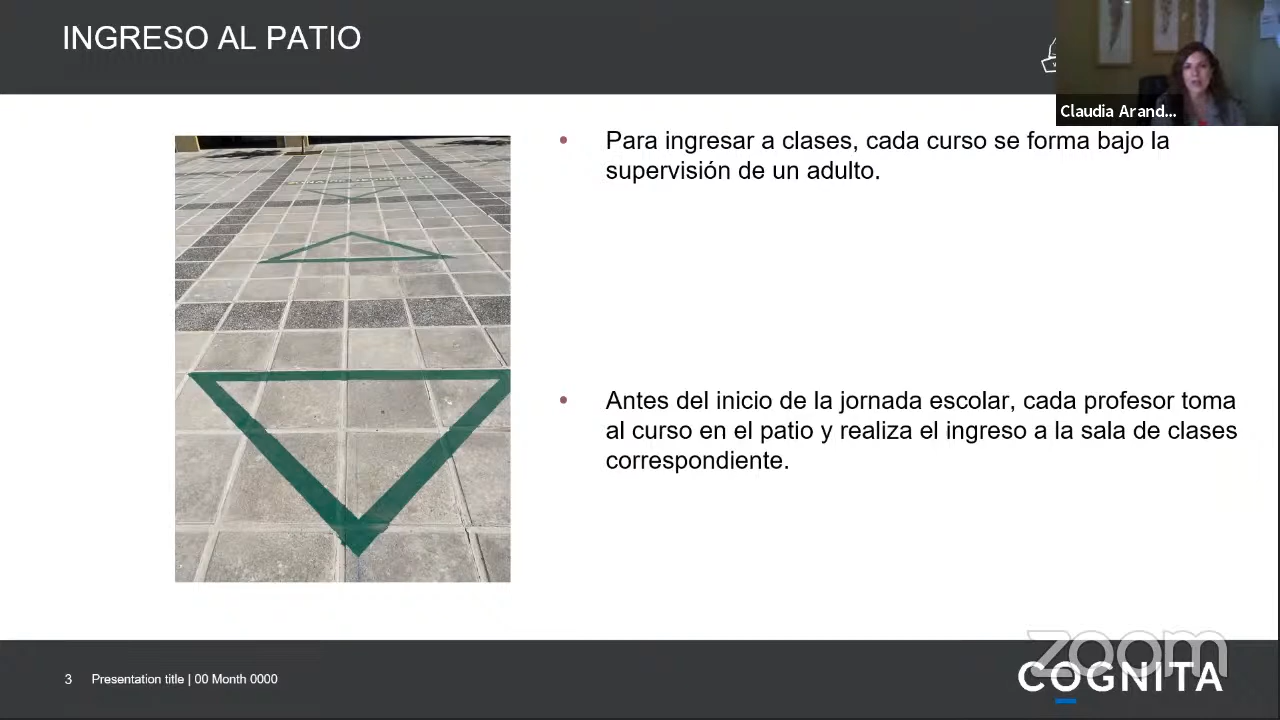 INGRESO AL PATIO
Claudia Arand...
Para ingresar a clases, cada curso se forma bajo la
supervisión de un adulto.
Antes del inicio de la jornada escolar, cada profesor toma
al curso en el patio y realiza el ingreso a la sala de clases
correspondiente.
zoom
COGNITA
3 Presentation title | 00 Month 0000